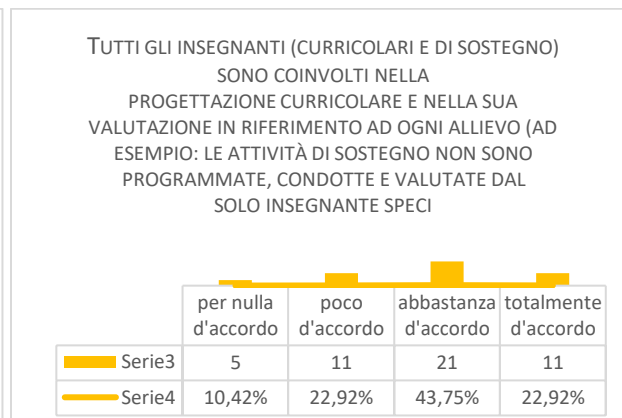 TUTTI GLI INSEGNANTI (CURRICOLARI E DI SOSTEGNO)
SONO COINVOLTI NELLA
PROGETTAZIONE CURRICOLARE E NELLA SUA
VALUTAZIONE IN RIFERIMENTO AD OGNI ALLIEVO (AD
ESEMPIO: LE ATTIVITÀ DI SOSTEGNO NON SONO
PROGRAMMATE, CONDOTTE E VALUTATE DAL
SOLO INSEGNANTE SPECI
per nulla poco abbastanza totalmente
d'accordo d'accordo d'accordo d'accordo
Serie3 5 11 21 11
Serie4 10,42% 22,92% 43,75% 22,92%